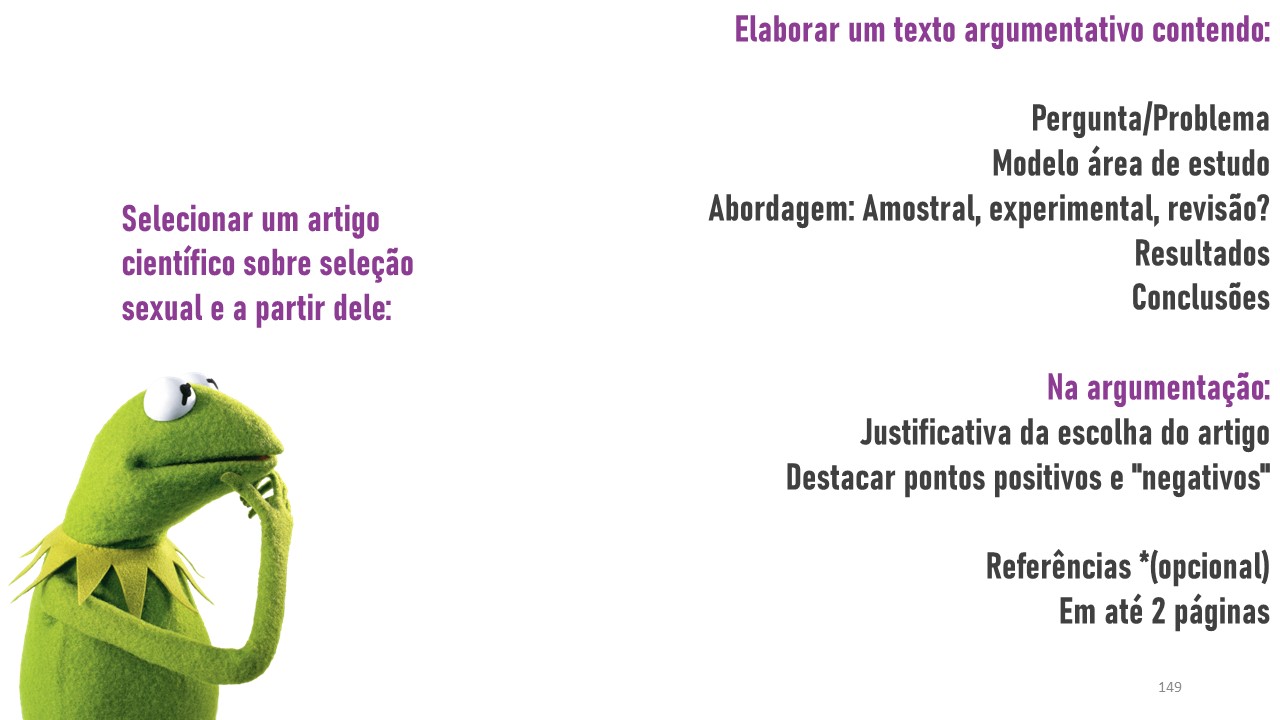 Selecionar um artigo
científico sobre seleção
sexual e a partir dele:
Elaborar um texto argumentativo contendo:
Pergunta/Problema
Modelo área de estudo
Abordagem: Amostral, experimental, revisão?
Resultados
Conclusões
Na argumentação:
Justificativa da escolha do artigo
Destacar pontos positivos e "negativos"
Referências *(opcional)
Em até 2 páginas
149